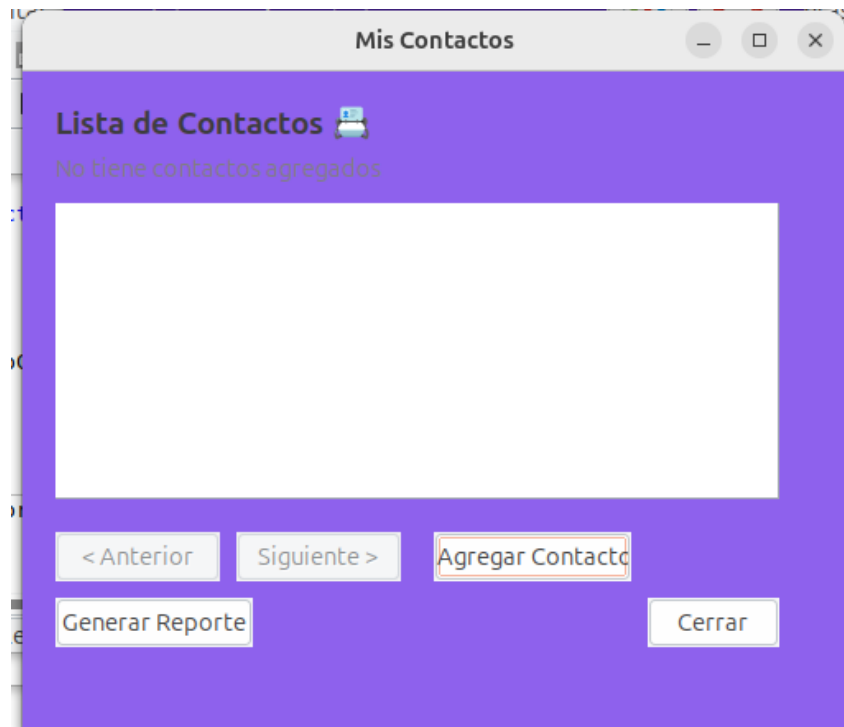 Mis Contactos
Lista de Contactos 📇
No tiene contactos agregados
< Anterior
Siguiente >
Agregar Contacto
Generar Reporte
Cerrar